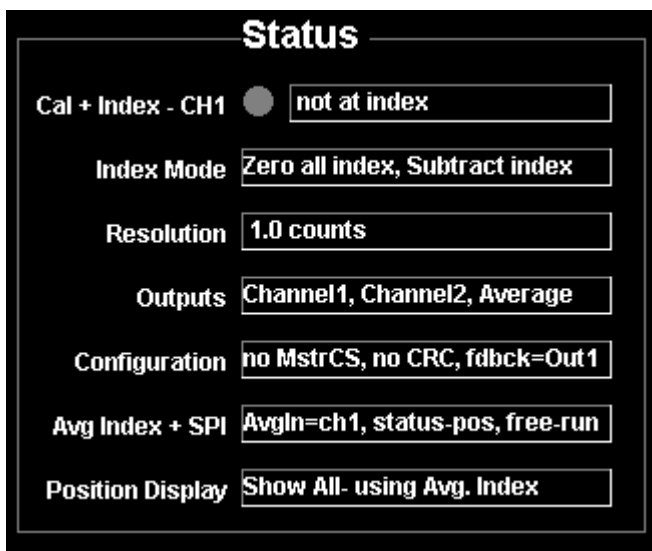 Status
Cal + Index - CH1 not at index
Index Mode Zero all index, Subtract index
Resolution 1.0 counts
Outputs Channel1, Channel2, Average
Configuration no MstrCS, no CRC, fdbck=Out1
Avg Index + SPI AvgIn=ch1, status-pos, free-run
Position Display Show All- using Avg. Index